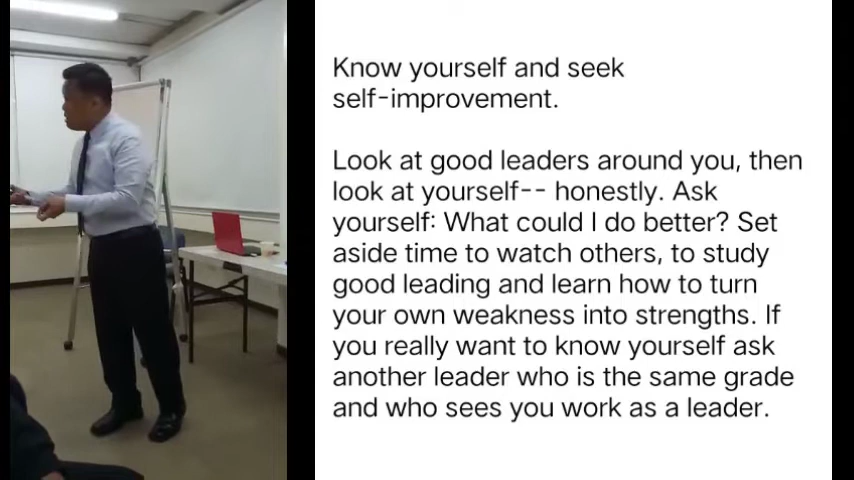 Know yourself and seek
self-improvement.
Look at good leaders around you, then
look at yourself-- honestly. Ask
yourself: What could I do better? Set
aside time to watch others, to study
good leading and learn how to turn
your own weakness into strengths. If
you really want to know yourself ask
another leader who is the same grade
and who sees you work as a leader.